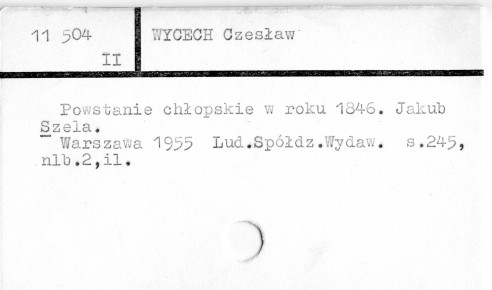 11 504 WYCECH Czesław
II
Powstanie chłopskie w roku 1846. Jakub
Szela.
Warszawa 1955 Lud.Spółdz.Wydaw. s.245,
nlb.2,il.